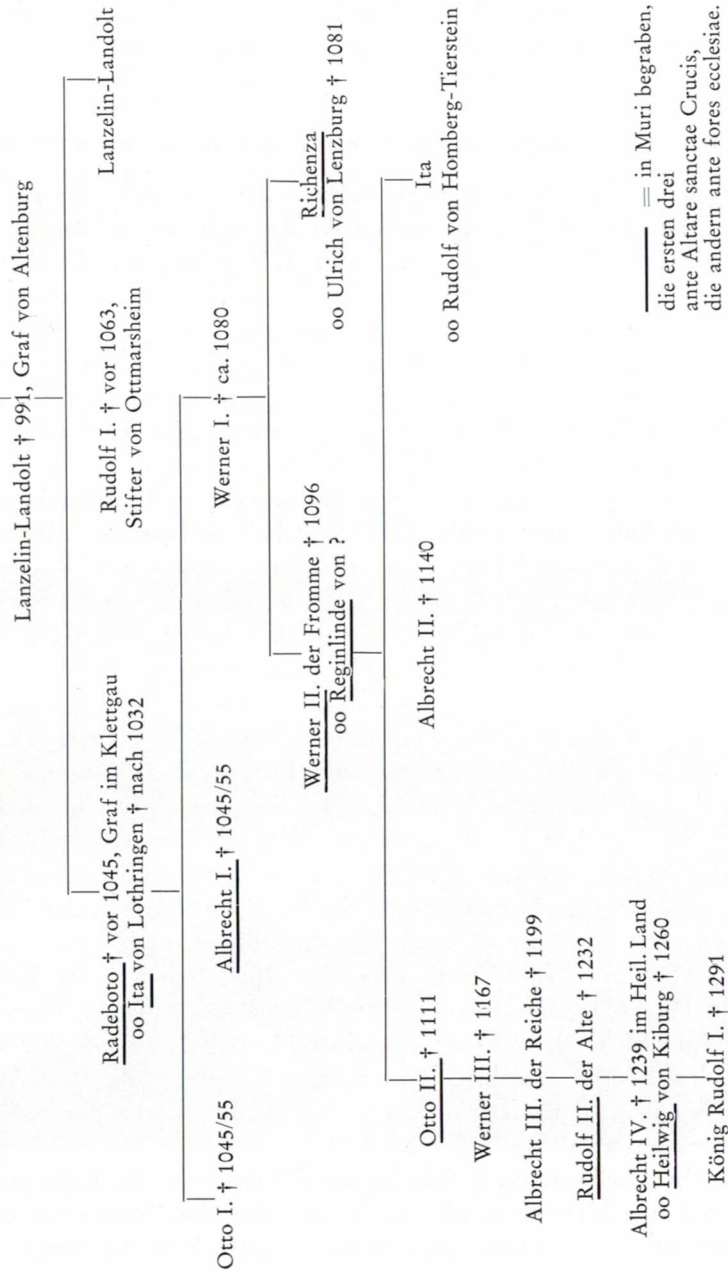 Lanzelin-Landolt † 991, Graf von Altenburg
Radeboto † vor 1045, Graf im Klettgau
oo Ita von Lothringen † nach 1032
Rudolf I. † vor 1063,
Stifter von Ottmarsheim
Lanzelin-Landolt
Otto I. † 1045/55
Albrecht I. † 1045/55
Werner I. † ca. 1080
Werner II. der Fromme † 1096
oo Reginlinde von ?
Richenza
oo Ulrich von Lenzburg † 1081
Otto II. † 1111
Albrecht II. † 1140
Ita
oo Rudolf von Homberg-Tierstein
Werner III. † 1167
Albrecht III. der Reiche † 1199
Rudolf II. der Alte † 1232
Albrecht IV. † 1239 im Heil. Land
oo Heilwig von Kiburg † 1260
König Rudolf I. † 1291
= in Muri begraben,
die ersten drei
ante Altare sanctae Crucis,
die andern ante fores ecclesiae.